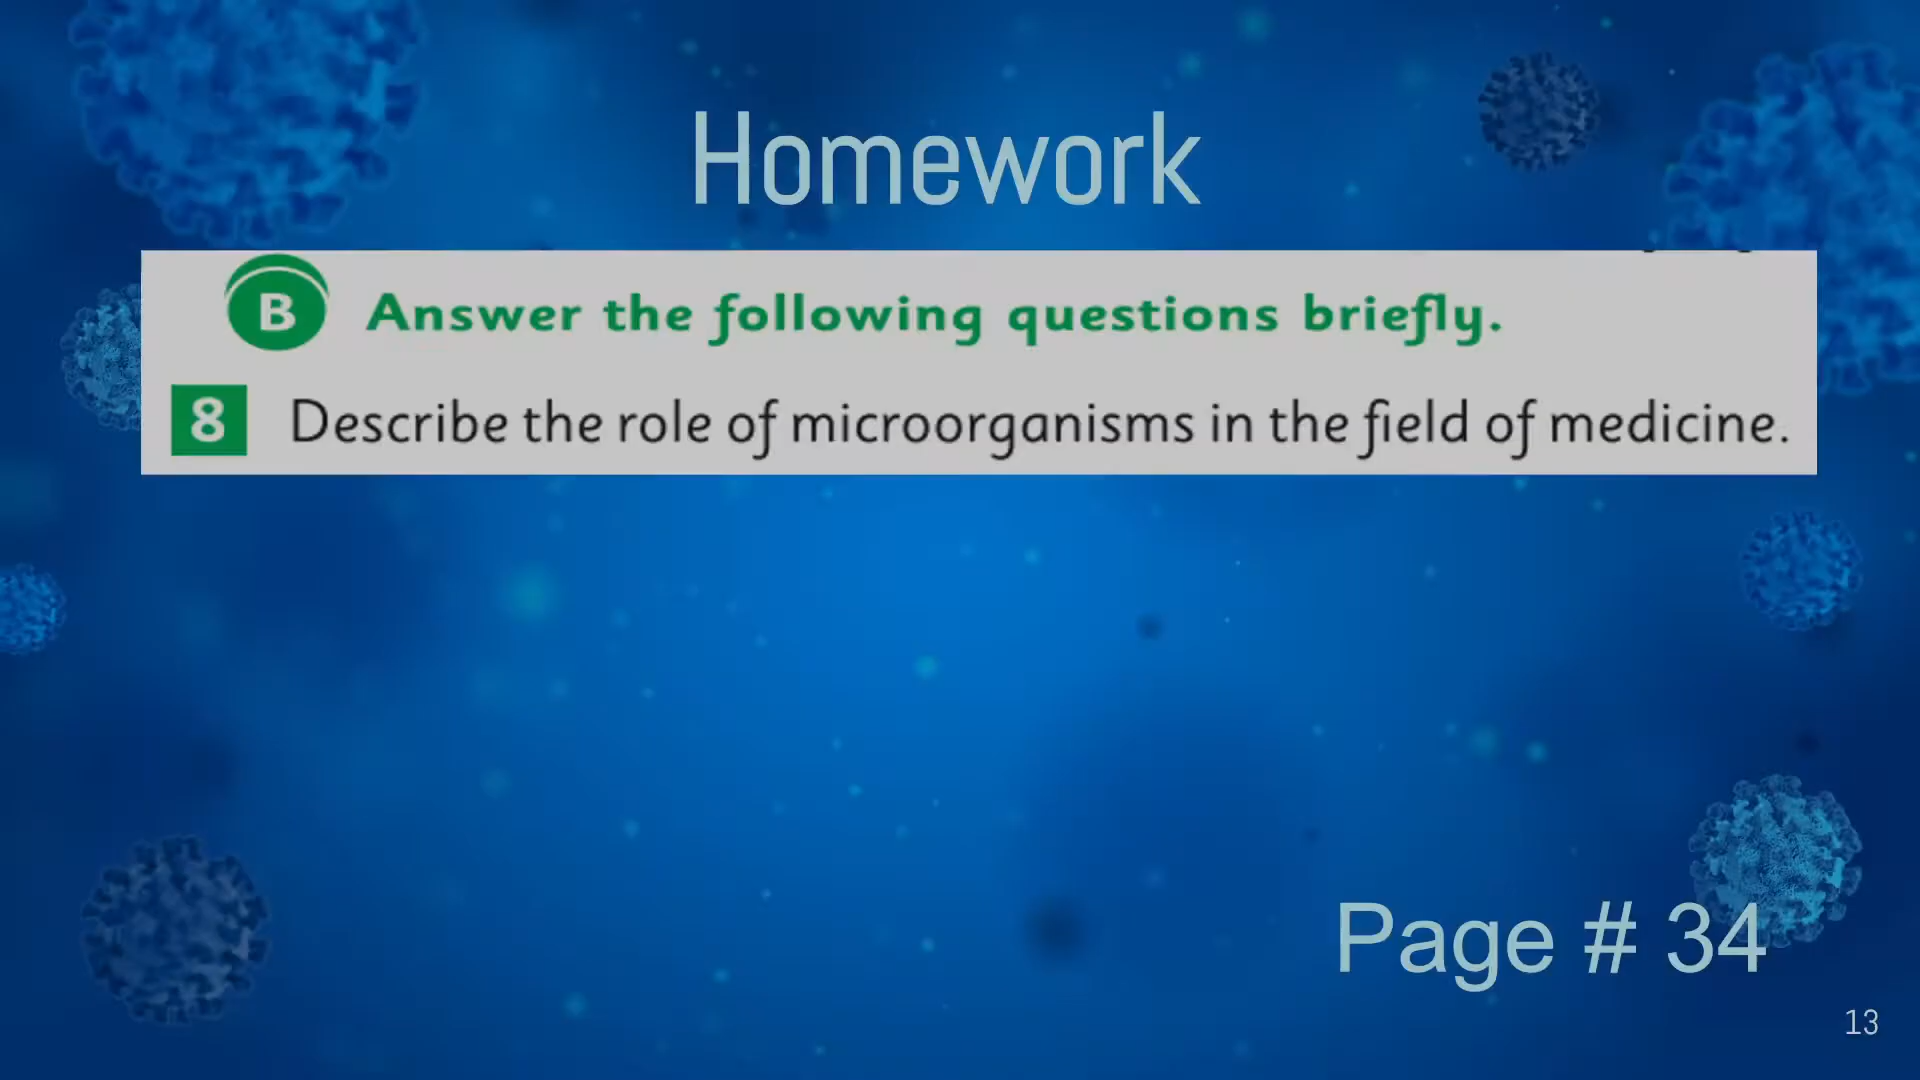 Homework
B Answer the following questions briefly.
8 Describe the role of microorganisms in the field of medicine.
Page # 34
13